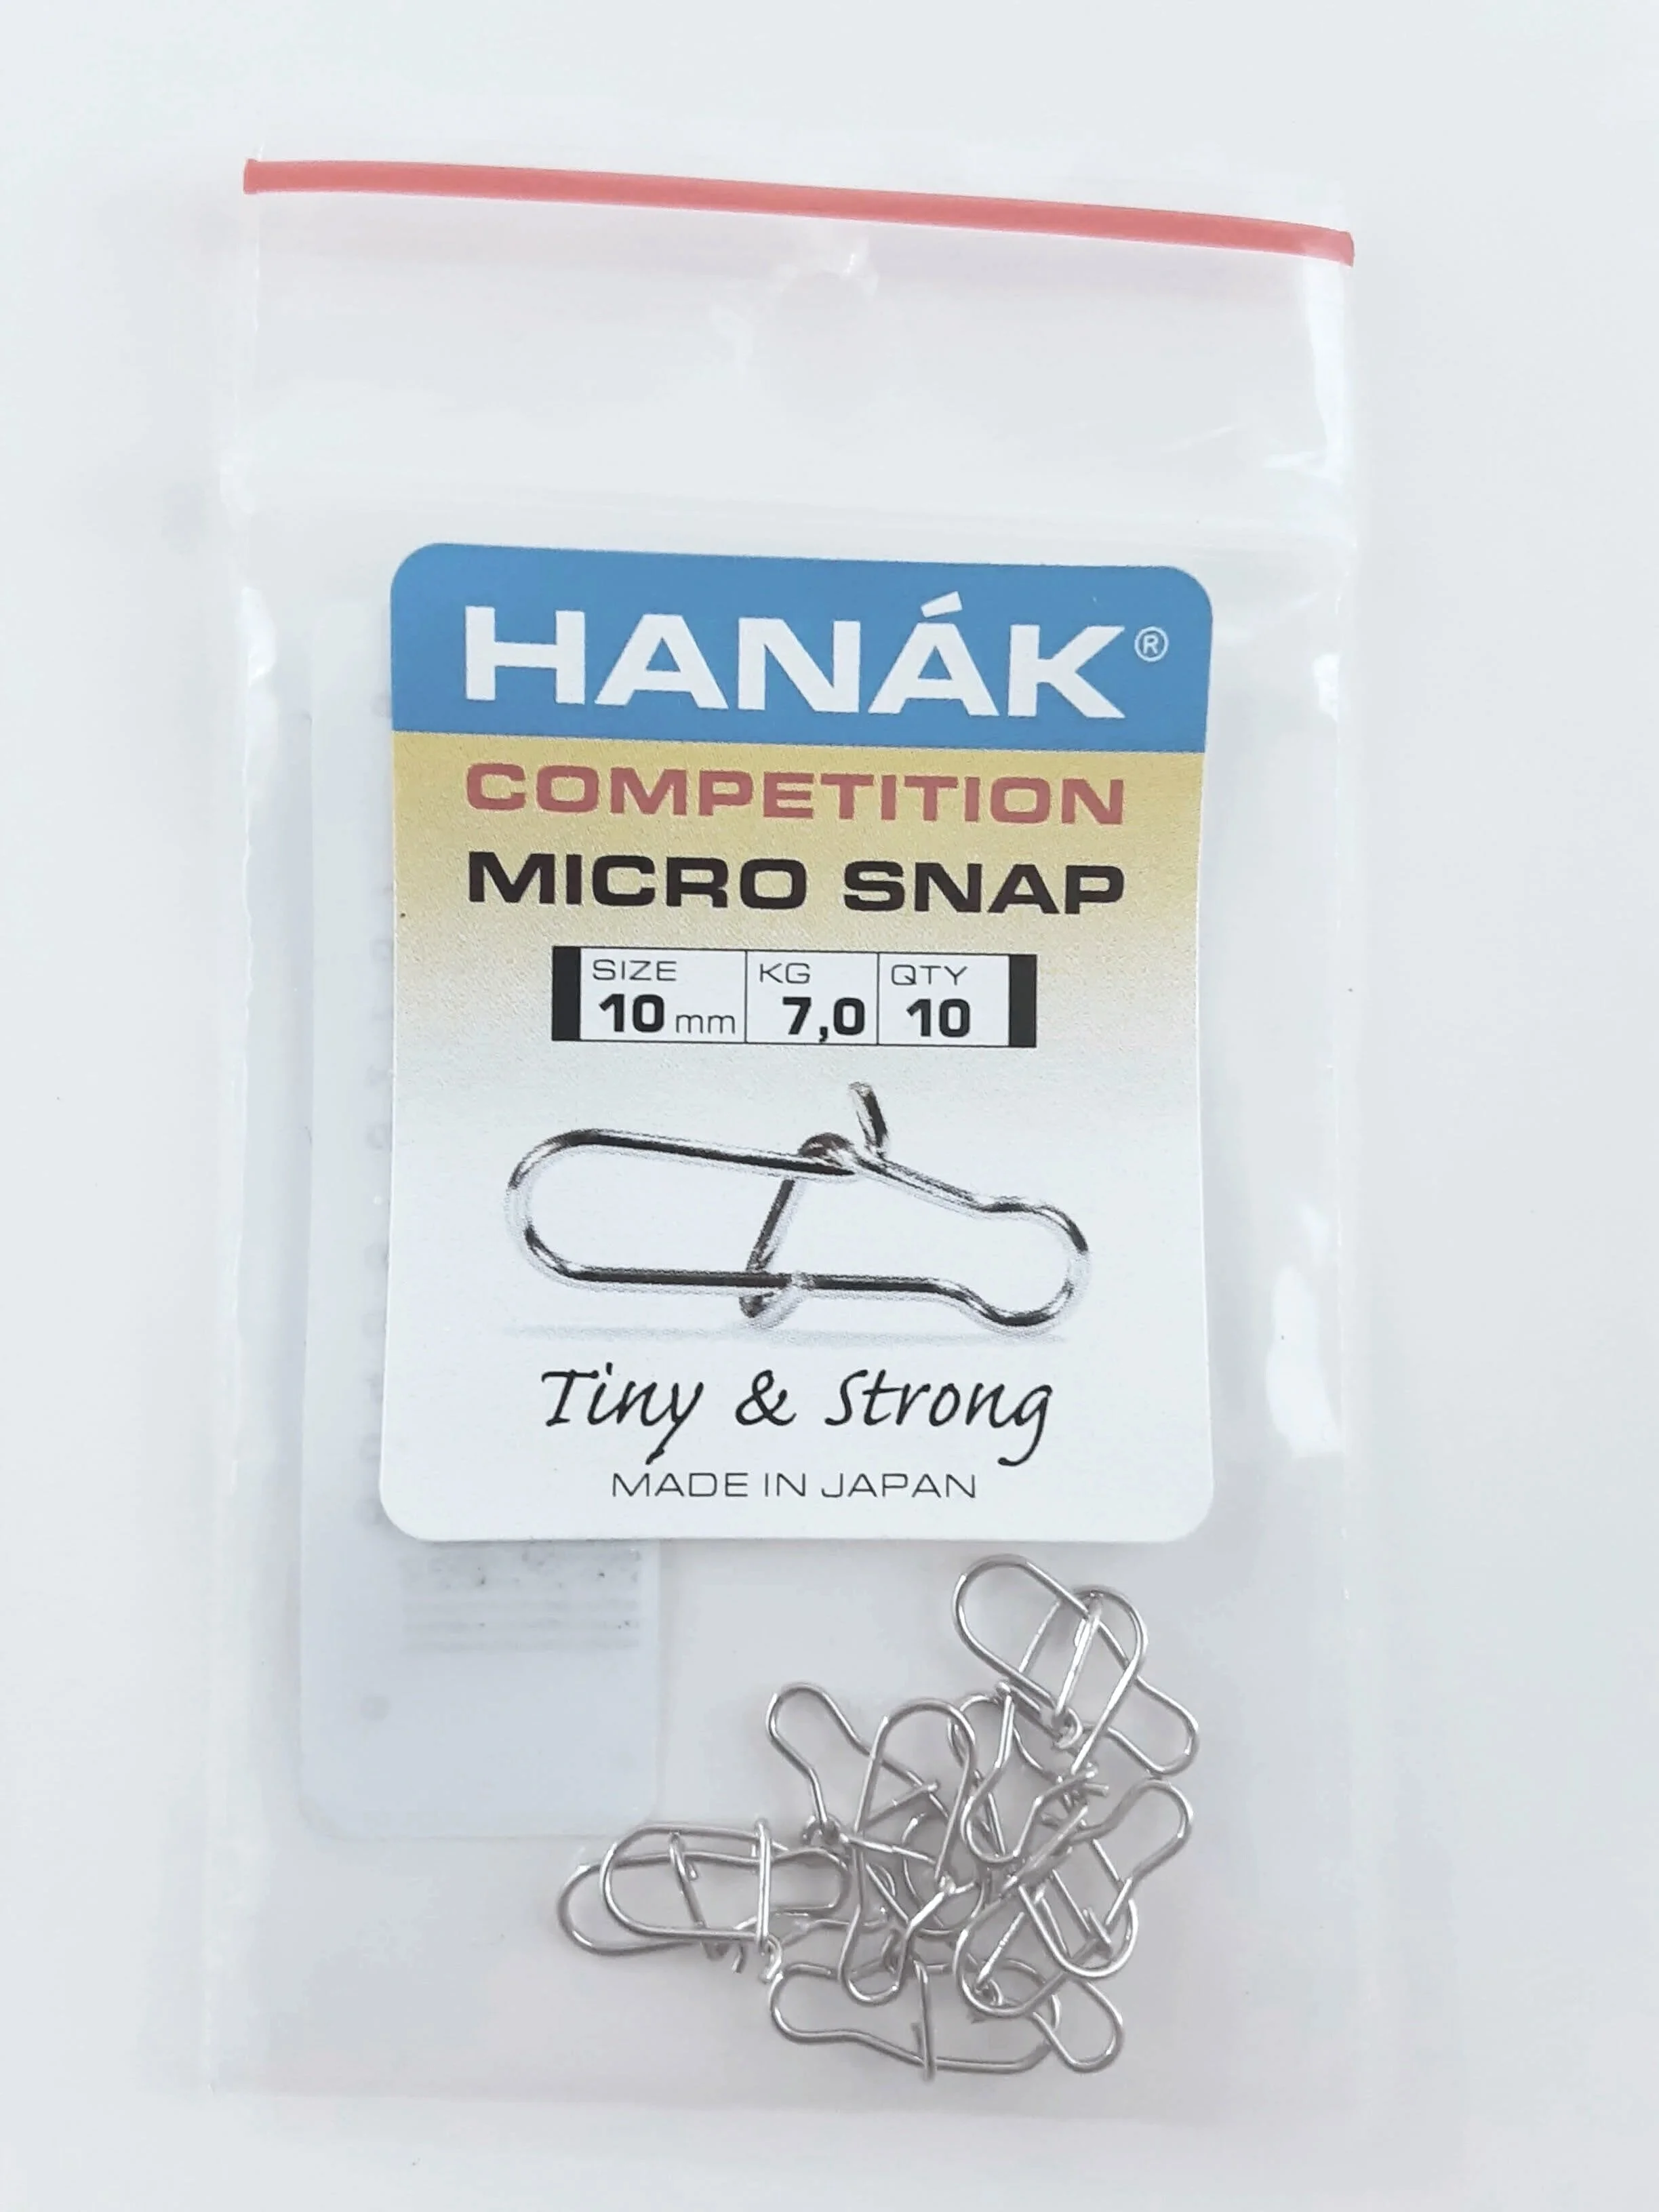 HANÁK®
COMPETITION
MICRO SNAP
SIZE KG QTY
10 mm 7,0 10
Tiny & Strong
MADE IN JAPAN